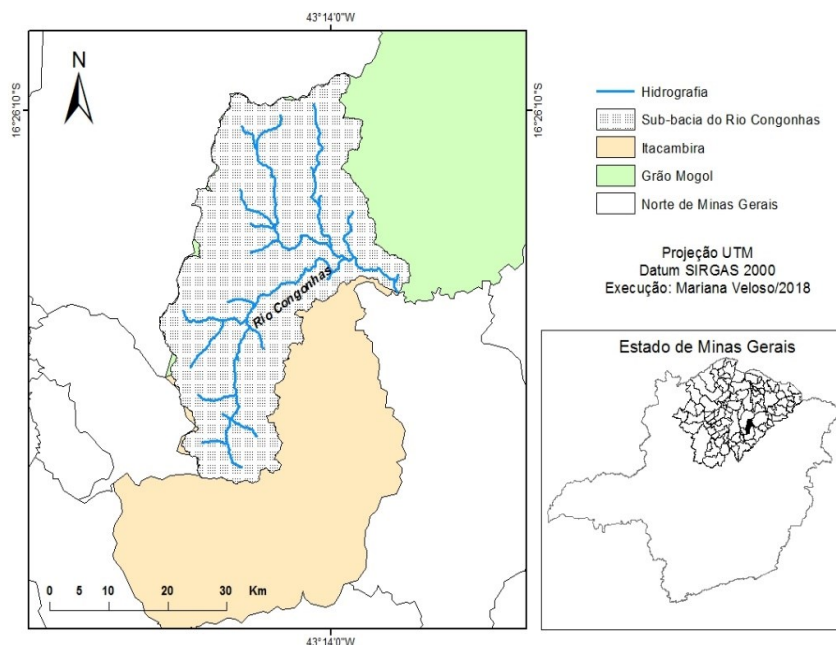 43°14'0"W
N
16°26'10"S
16°26'10"S
Rio Congonhas
0 5 10 20 30 Km
43°14'0"W
Hidrografia
Sub-bacia do Rio Congonhas
Itacambira
Grão Mogol
Norte de Minas Gerais
Projeção UTM
Datum SIRGAS 2000
Execução: Mariana Veloso/2018
Estado de Minas Gerais